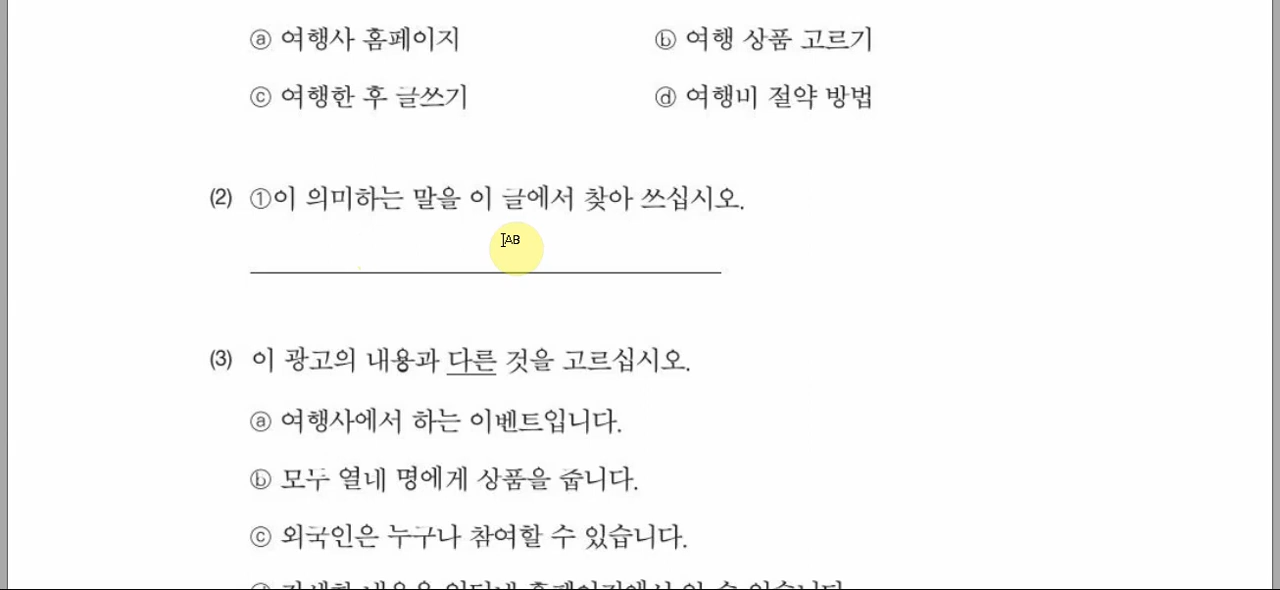 ⓐ 여행사 홈페이지 ⓑ 여행 상품 고르기
ⓒ 여행한 후 글쓰기 ⓓ 여행비 절약 방법
(2) ①이 의미하는 말을 이 글에서 찾아 쓰십시오.
AB
(3) 이 광고의 내용과 다른 것을 고르십시오.
ⓐ 여행사에서 하는 이벤트입니다.
ⓑ 모두 열네 명에게 상품을 줍니다.
ⓒ 외국인은 누구나 참여할 수 있습니다.